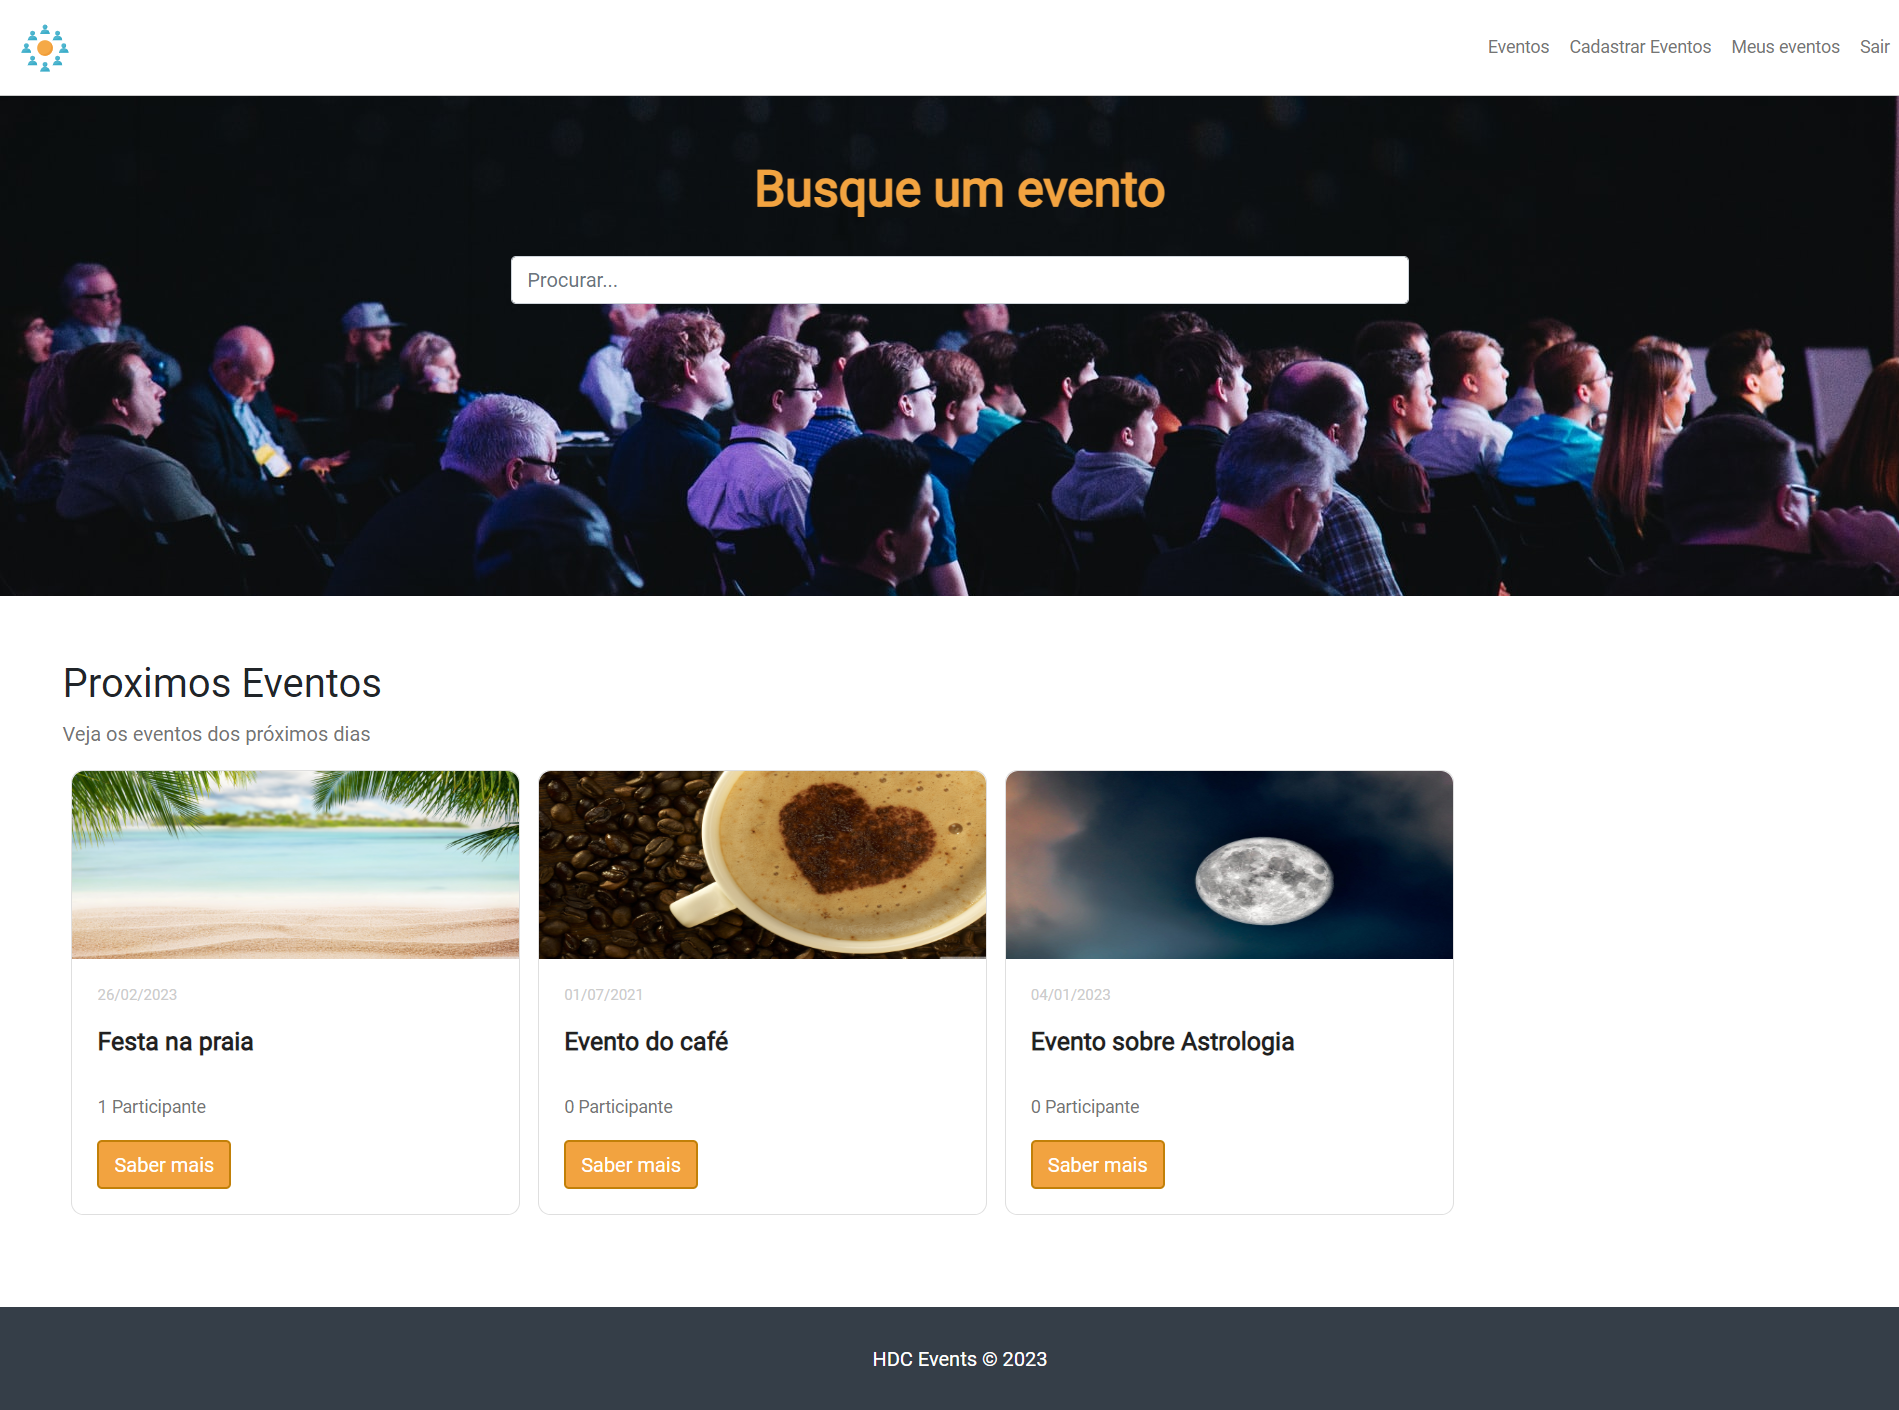 Eventos Cadastrar Eventos Meus eventos Sair
Busque um evento
Procurar...
Proximos Eventos
Veja os eventos dos próximos dias
26/02/2023
Festa na praia
1 Participante
Saber mais
01/07/2021
Evento do café
0 Participante
Saber mais
04/01/2023
Evento sobre Astrologia
0 Participante
Saber mais
HDC Events © 2023